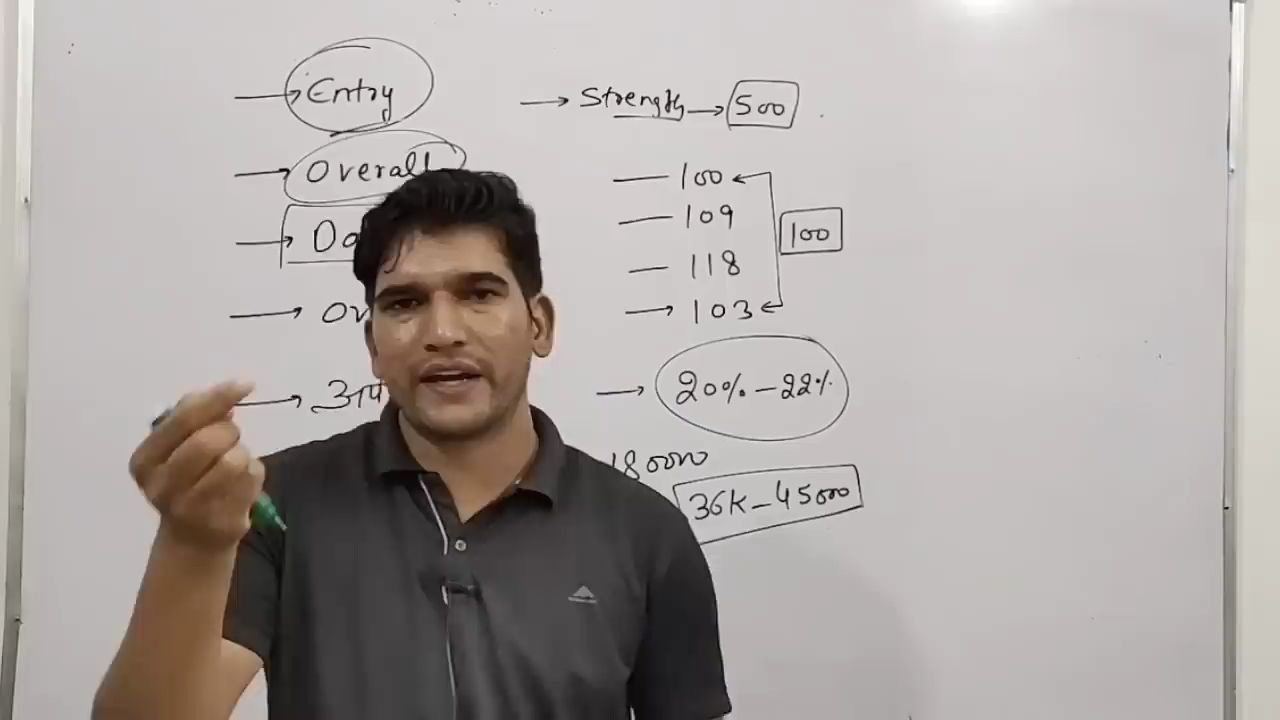 Entry
Overall
Strength → 500
100
109
118
103
100
20% - 22%
18000
36K - 45000